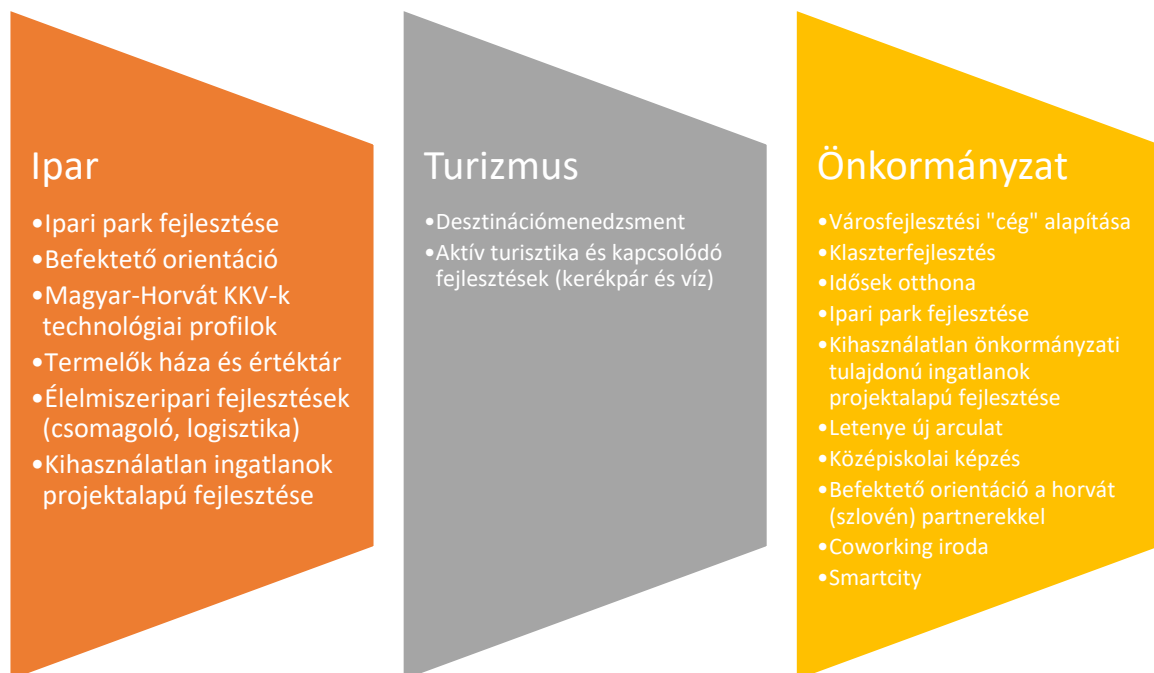 Ipar
•Ipari park fejlesztése
•Befektető orientáció
•Magyar-Horvát KKV-k
technológiai profilok
•Termelők háza és értéktár
•Élelmiszeripari fejlesztések
(csomagoló, logisztika)
•Kihasználatlan ingatlanok
projektalapú fejlesztése
Turizmus
•Desztinációmenedzsment
•Aktív turisztika és kapcsolódó
fejlesztések (kerékpár és víz)
Önkormányzat
•Városfejlesztési "cég" alapítása
•Klaszterfejlesztés
•Idősek otthona
•Ipari park fejlesztése
•Kihasználatlan önkormányzati
tulajdonú ingatlanok
projektalapú fejlesztése
•Letenye új arculat
•Középiskolai képzés
•Befektető orientáció a horvát
(szlovén) partnerekkel
•Coworking iroda
•Smartcity